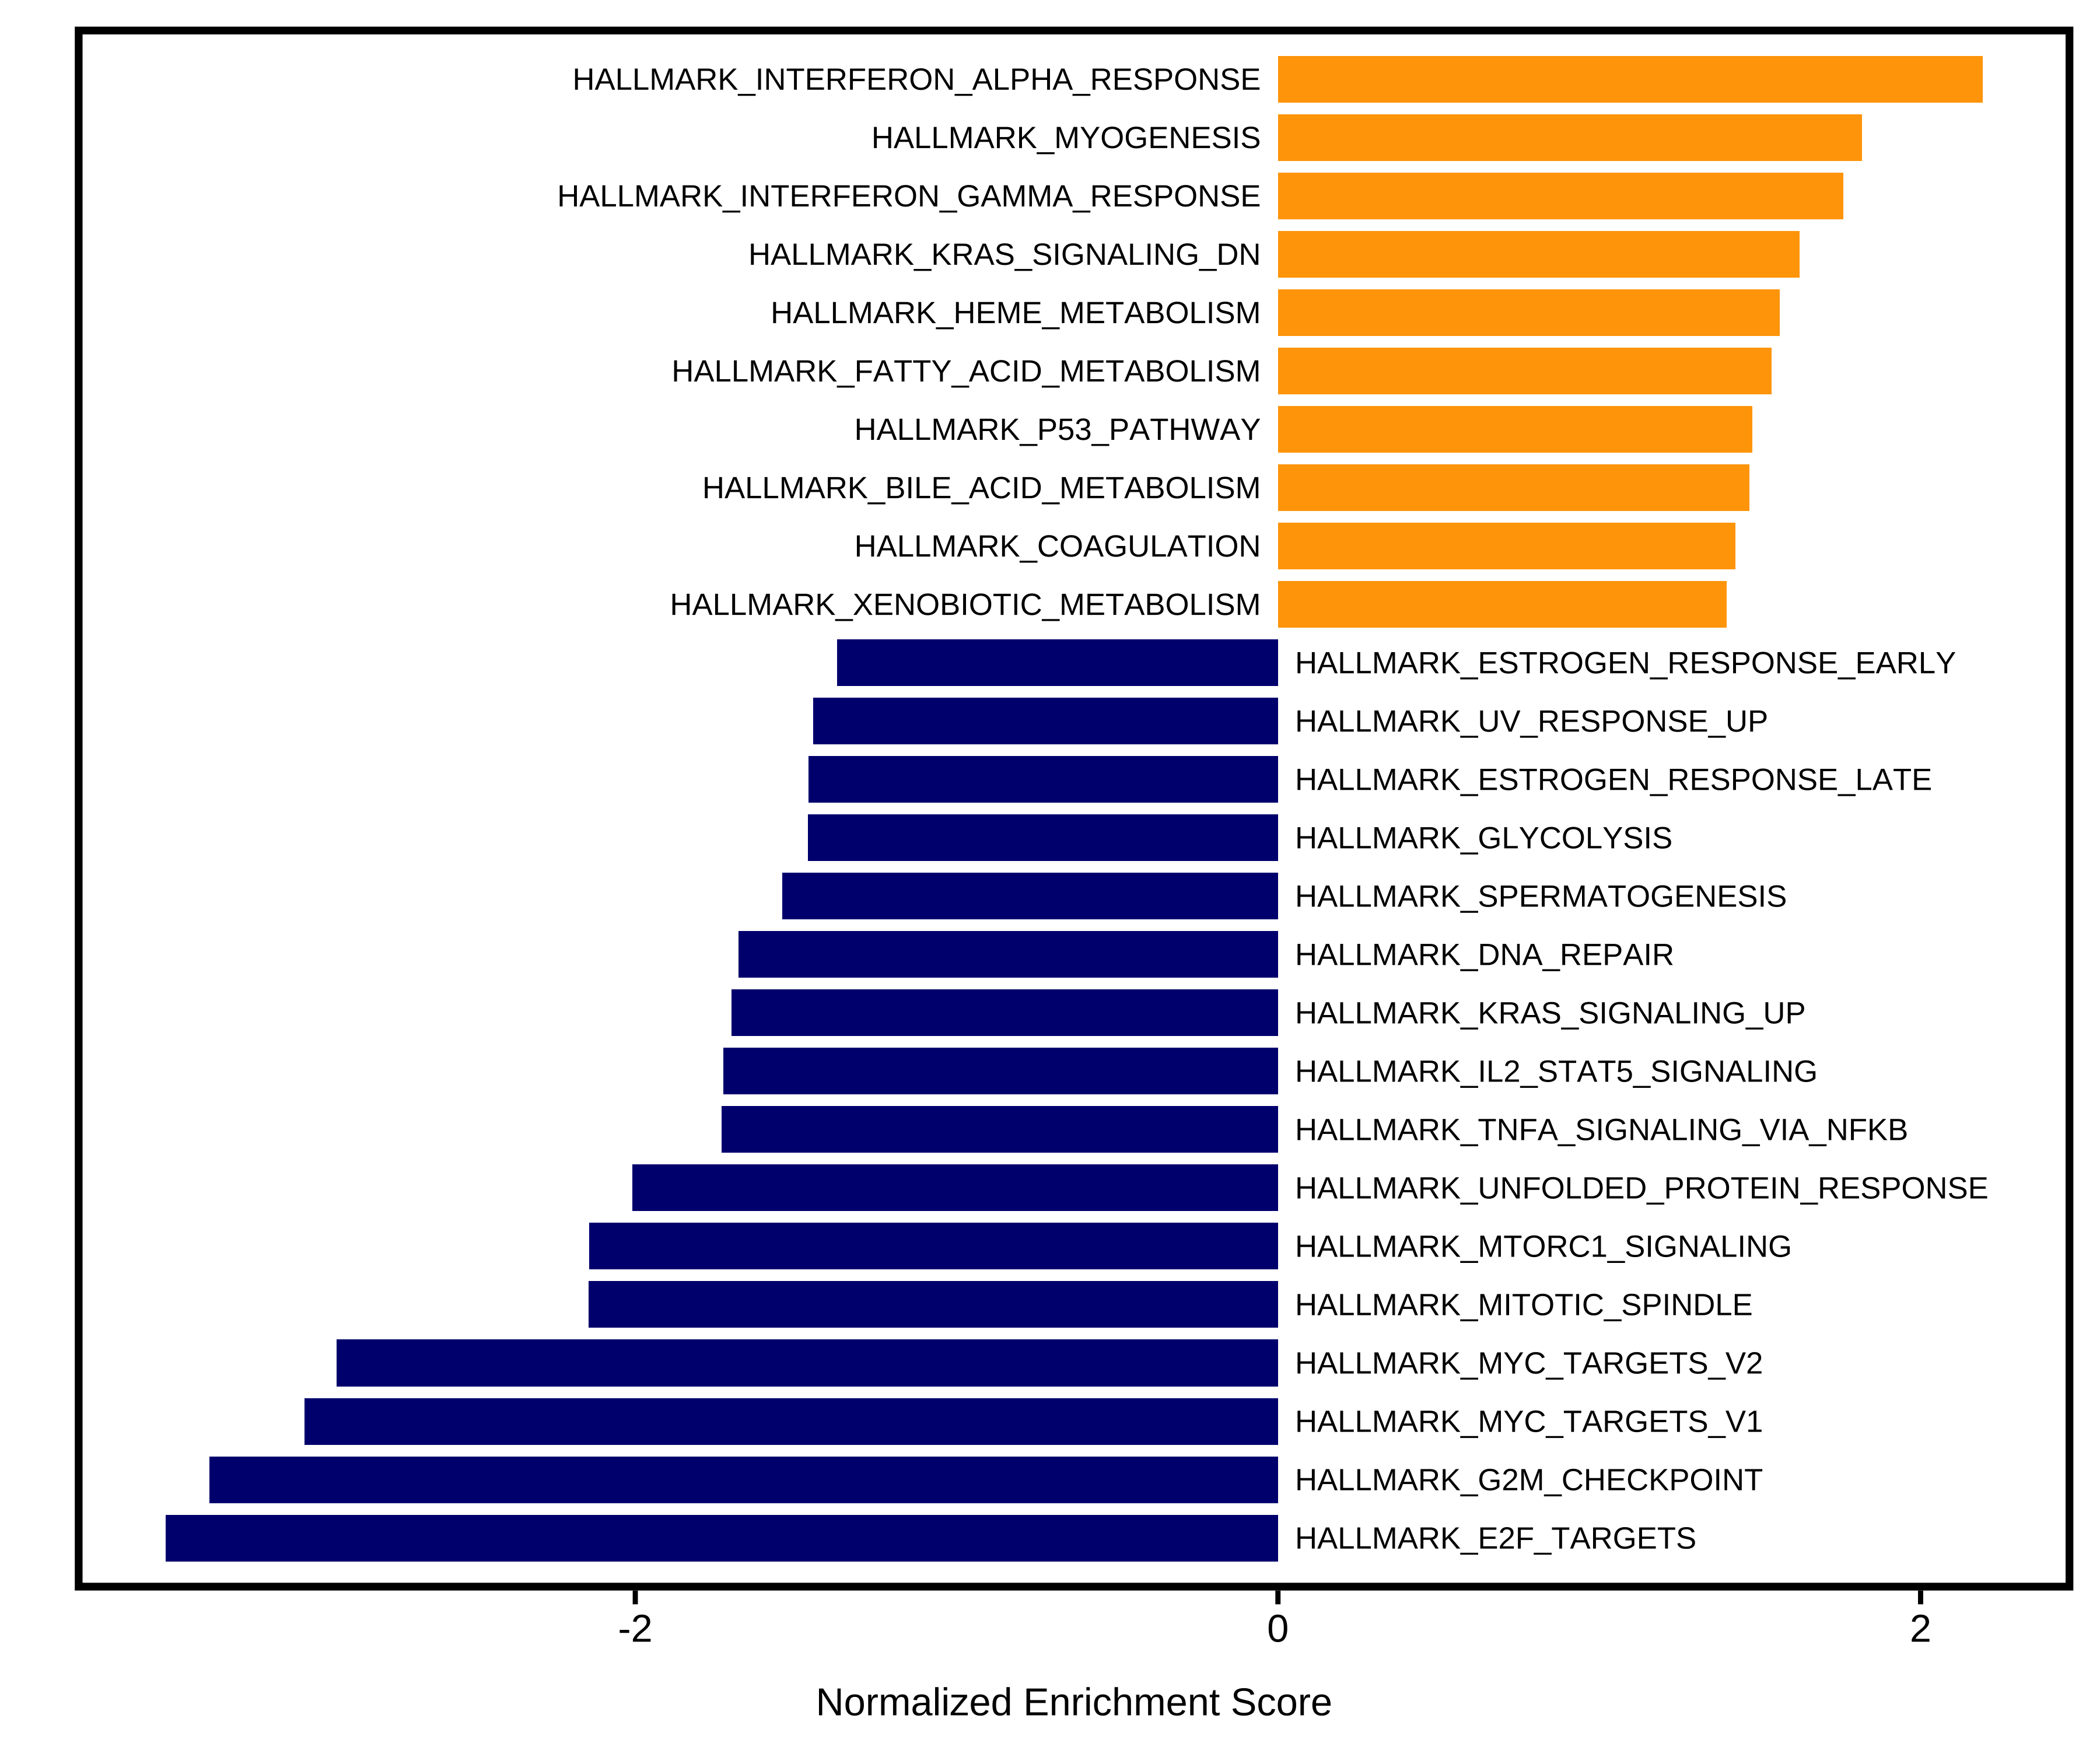 HALLMARK_INTERFERON_ALPHA_RESPONSE
HALLMARK_MYOGENESIS
HALLMARK_INTERFERON_GAMMA_RESPONSE
HALLMARK_KRAS_SIGNALING_DN
HALLMARK_HEME_METABOLISM
HALLMARK_FATTY_ACID_METABOLISM
HALLMARK_P53_PATHWAY
HALLMARK_BILE_ACID_METABOLISM
HALLMARK_COAGULATION
HALLMARK_XENOBIOTIC_METABOLISM
HALLMARK_ESTROGEN_RESPONSE_EARLY
HALLMARK_UV_RESPONSE_UP
HALLMARK_ESTROGEN_RESPONSE_LATE
HALLMARK_GLYCOLYSIS
HALLMARK_SPERMATOGENESIS
HALLMARK_DNA_REPAIR
HALLMARK_KRAS_SIGNALING_UP
HALLMARK_IL2_STAT5_SIGNALING
HALLMARK_TNFA_SIGNALING_VIA_NFKB
HALLMARK_UNFOLDED_PROTEIN_RESPONSE
HALLMARK_MTORC1_SIGNALING
HALLMARK_MITOTIC_SPINDLE
HALLMARK_MYC_TARGETS_V2
HALLMARK_MYC_TARGETS_V1
HALLMARK_G2M_CHECKPOINT
HALLMARK_E2F_TARGETS
-2 0 2
Normalized Enrichment Score